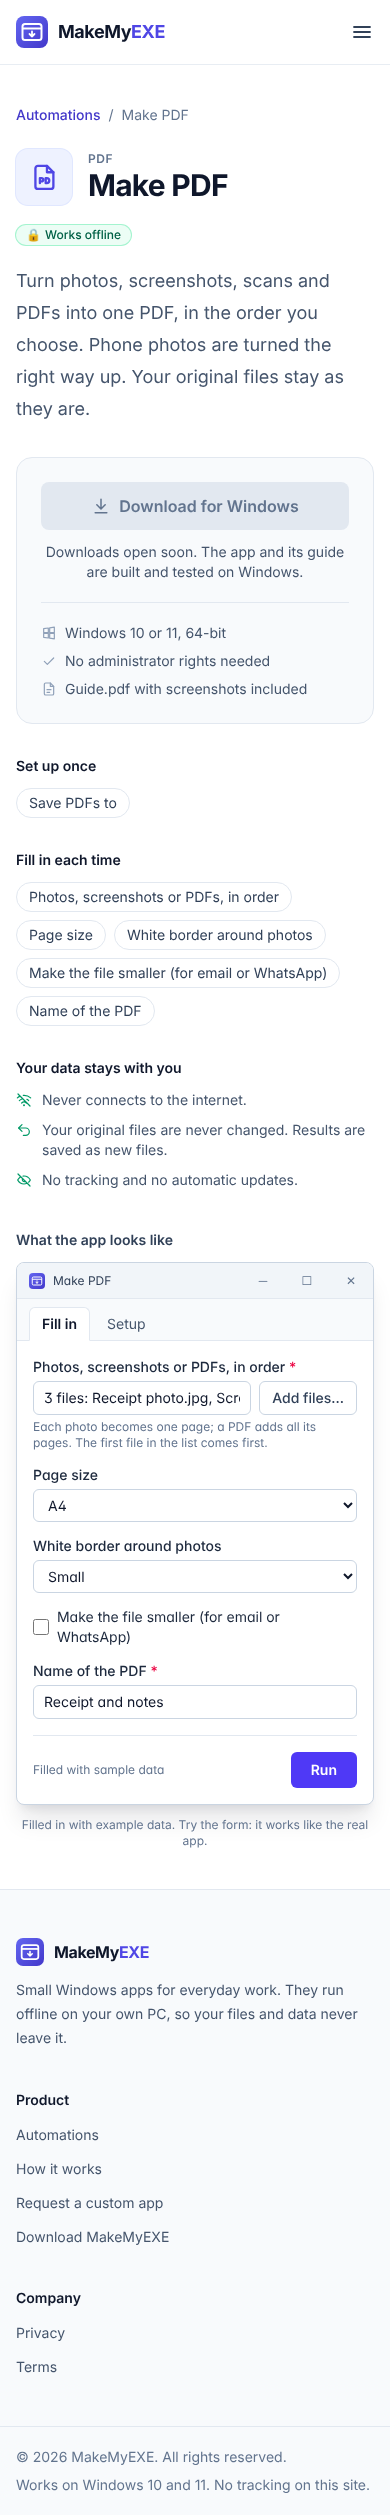 MakeMyEXE
Automations / Make PDF
PDF
Make PDF
🔒 Works offline
Turn photos, screenshots, scans and
PDFs into one PDF, in the order you
choose. Phone photos are turned the
right way up. Your original files stay as
they are.
Download for Windows
Downloads open soon. The app and its guide
are built and tested on Windows.
Windows 10 or 11, 64-bit
No administrator rights needed
Guide.pdf with screenshots included
Set up once
Save PDFs to
Fill in each time
Photos, screenshots or PDFs, in order
Page size
White border around photos
Make the file smaller (for email or WhatsApp)
Name of the PDF
Your data stays with you
Never connects to the internet.
Your original files are never changed. Results are
saved as new files.
No tracking and no automatic updates.
What the app looks like
Make PDF
Fill in
Setup
Photos, screenshots or PDFs, in order *
3 files: Receipt photo.jpg, Scre
Add files...
Each photo becomes one page; a PDF adds all its
pages. The first file in the list comes first.
Page size
A4
White border around photos
Small
Make the file smaller (for email or
WhatsApp)
Name of the PDF *
Receipt and notes
Filled with sample data
Run
Filled in with example data. Try the form: it works like the real
app.
MakeMyEXE
Small Windows apps for everyday work. They run
offline on your own PC, so your files and data never
leave it.
Product
Automations
How it works
Request a custom app
Download MakeMyEXE
Company
Privacy
Terms
© 2026 MakeMyEXE. All rights reserved.
Works on Windows 10 and 11. No tracking on this site.